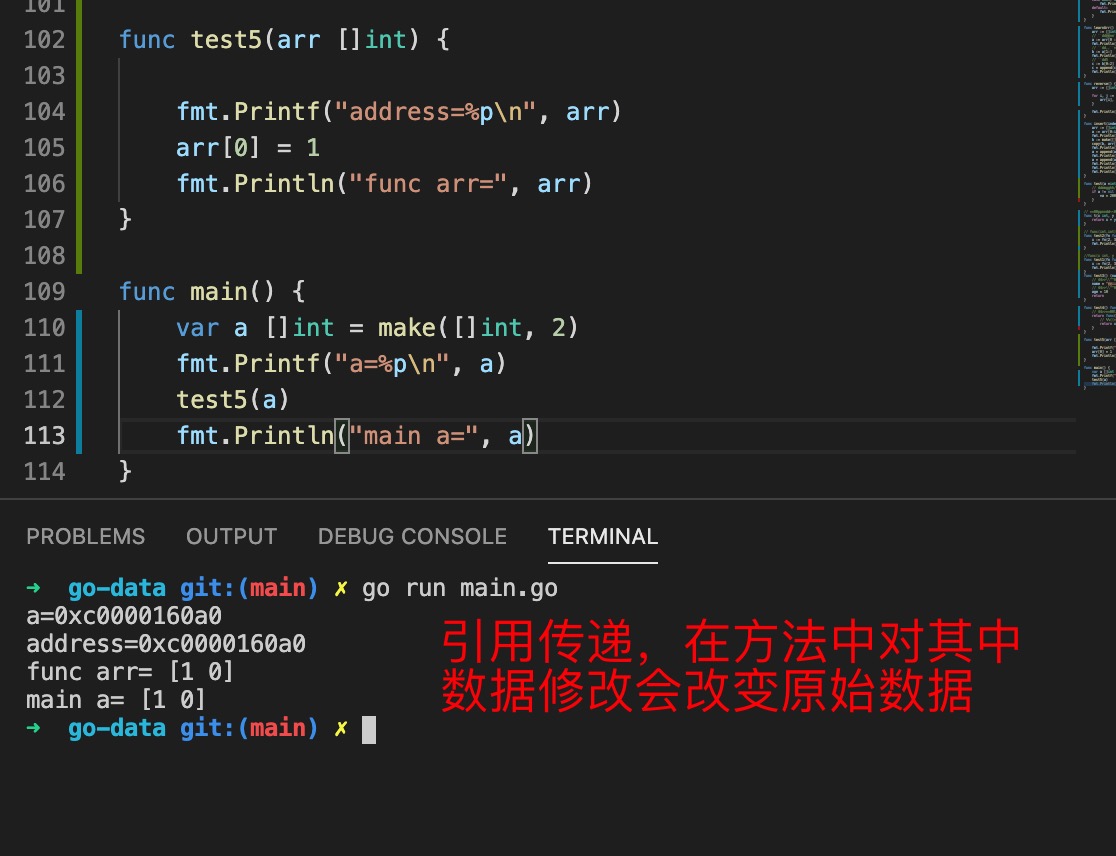 101
102 func test5(arr []int) {
103
104 fmt.Printf("address=%p\n", arr)
105 arr[0] = 1
106 fmt.Println("func arr=", arr)
107 }
108
109 func main() {
110 var a []int = make([]int, 2)
111 fmt.Printf("a=%p\n", a)
112 test5(a)
113 fmt.Println("main a=", a)
114 }
PROBLEMS OUTPUT DEBUG CONSOLE TERMINAL
➜ go-data git:(main) ✗ go run main.go
a=0xc0000160a0
address=0xc0000160a0
func arr= [1 0]
main a= [1 0]
➜ go-data git:(main) ✗
引用传递，在方法中对其中
数据修改会改变原始数据